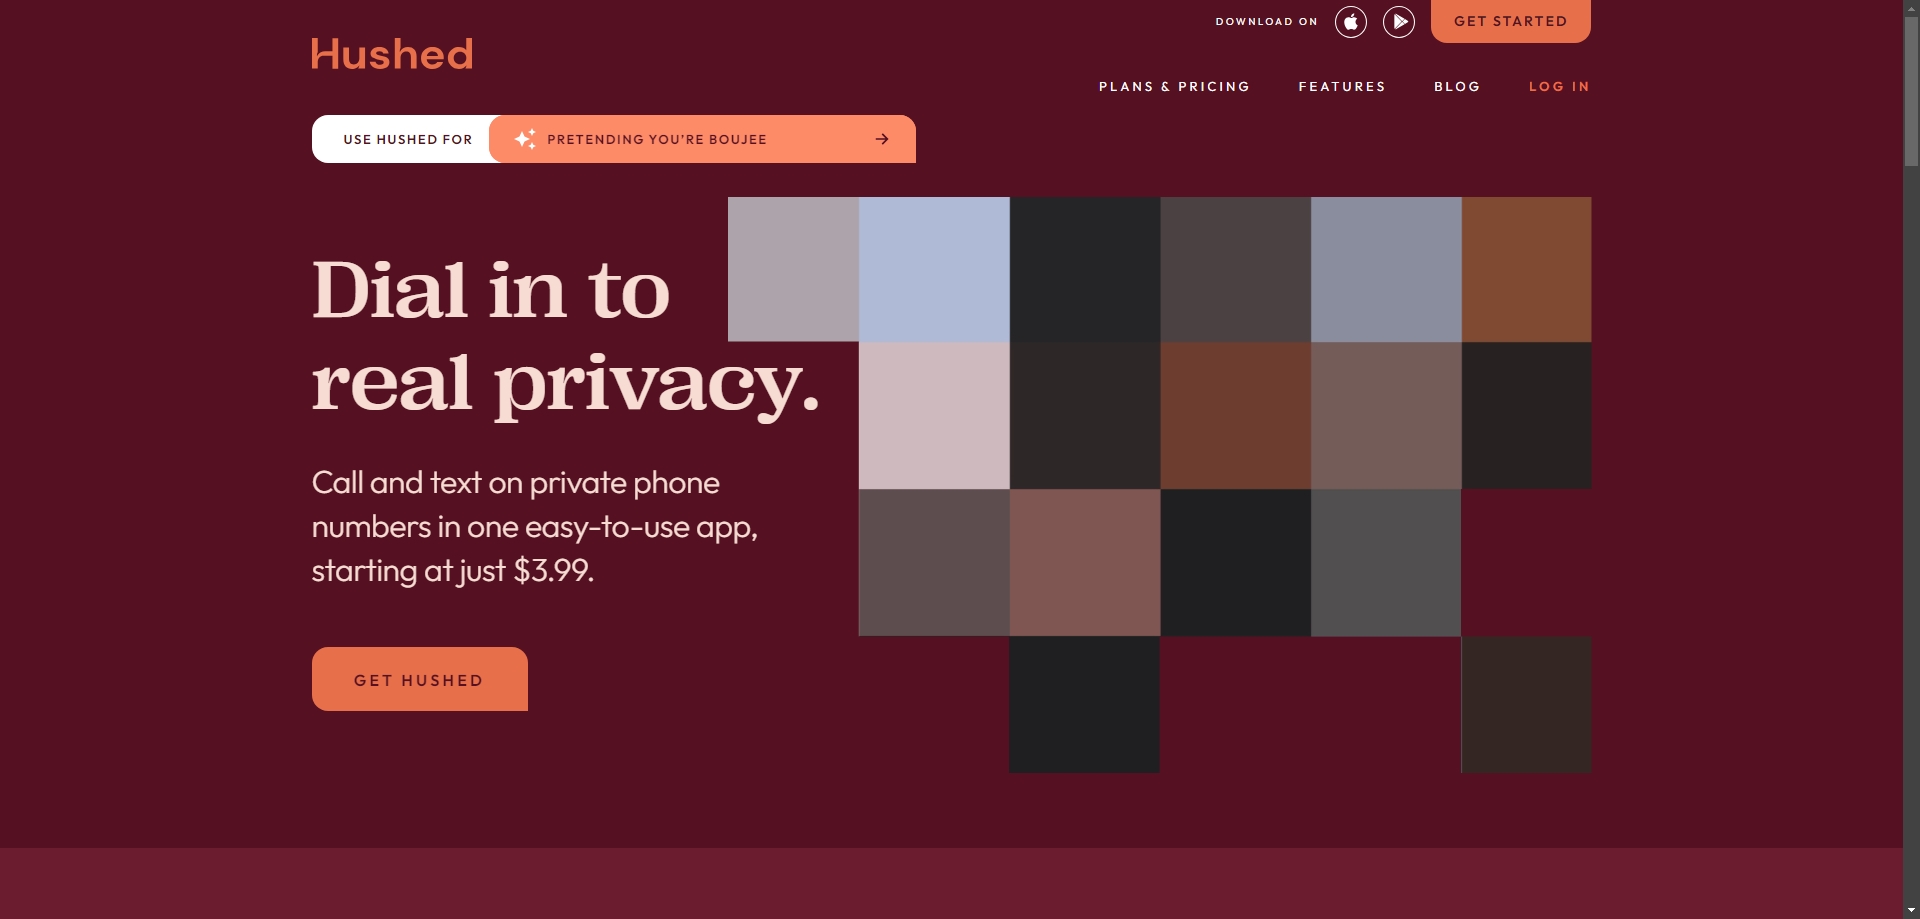 DOWNLOAD ON
GET STARTED
Hushed
PLANS & PRICING
FEATURES
BLOG
LOG IN
USE HUSHED FOR
PRETENDING YOU'RE BOUJEE
Dial in to
real privacy.
Call and text on private phone
numbers in one easy-to-use app,
starting at just $3.99.
GET HUSHED